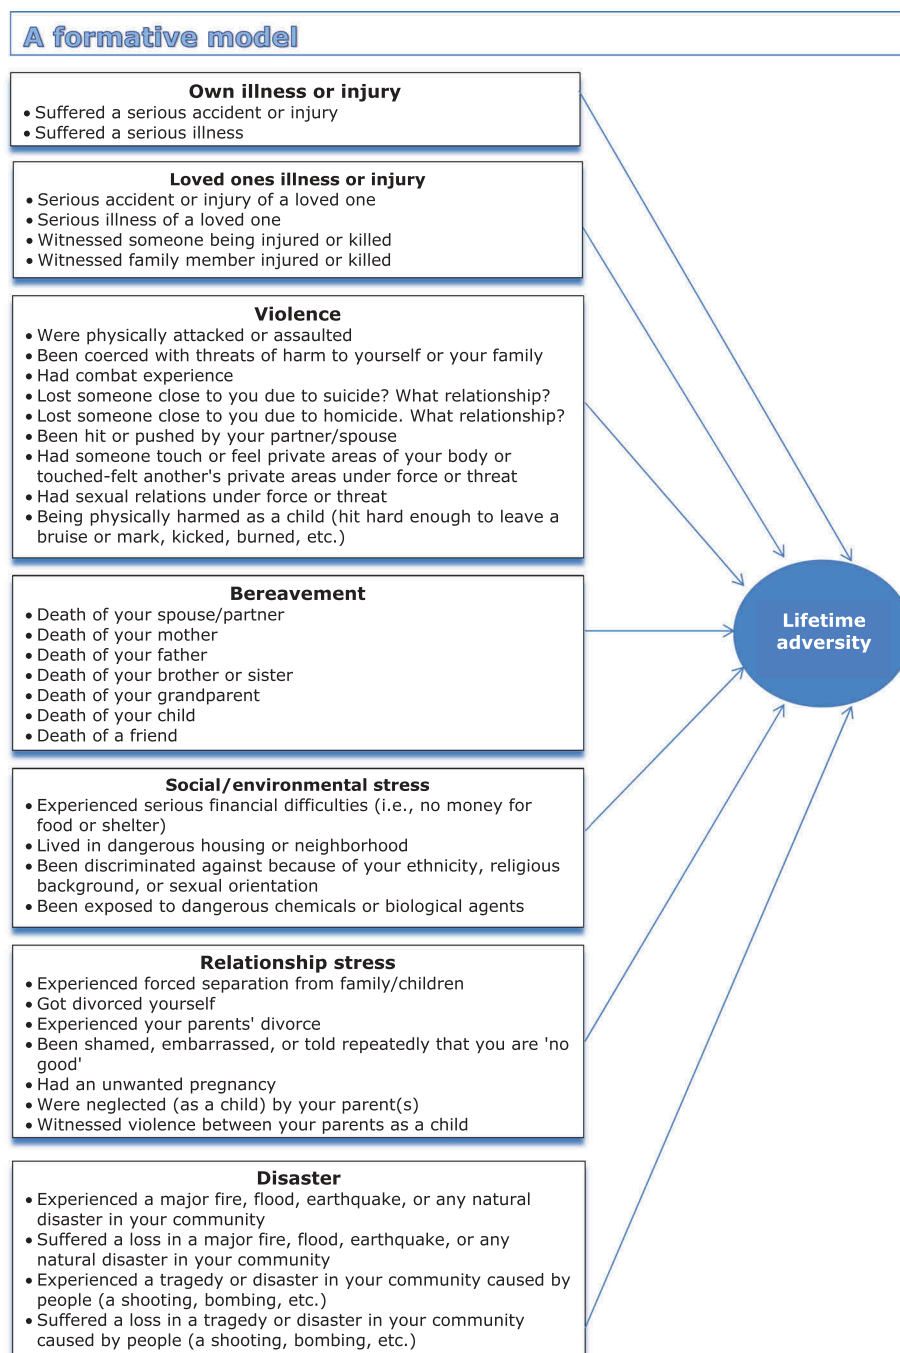 A formative model
Own illness or injury
• Suffered a serious accident or injury
• Suffered a serious illness
Loved ones illness or injury
• Serious accident or injury of a loved one
• Serious illness of a loved one
• Witnessed someone being injured or killed
• Witnessed family member injured or killed
Violence
• Were physically attacked or assaulted
• Been coerced with threats of harm to yourself or your family
• Had combat experience
• Lost someone close to you due to suicide? What relationship?
• Lost someone close to you due to homicide. What relationship?
• Been hit or pushed by your partner/spouse
• Had someone touch or feel private areas of your body or
touched-felt another's private areas under force or threat
• Had sexual relations under force or threat
• Being physically harmed as a child (hit hard enough to leave a
bruise or mark, kicked, burned, etc.)
Bereavement
• Death of your spouse/partner
• Death of your mother
• Death of your father
• Death of your brother or sister
• Death of your grandparent
• Death of your child
• Death of a friend
Lifetime
adversity
Social/environmental stress
• Experienced serious financial difficulties (i.e., no money for
food or shelter)
• Lived in dangerous housing or neighborhood
• Been discriminated against because of your ethnicity, religious
background, or sexual orientation
• Been exposed to dangerous chemicals or biological agents
Relationship stress
• Experienced forced separation from family/children
• Got divorced yourself
• Experienced your parents' divorce
• Been shamed, embarrassed, or told repeatedly that you are 'no
good'
• Had an unwanted pregnancy
• Were neglected (as a child) by your parent(s)
• Witnessed violence between your parents as a child
Disaster
• Experienced a major fire, flood, earthquake, or any natural
disaster in your community
• Suffered a loss in a major fire, flood, earthquake, or any
natural disaster in your community
• Experienced a tragedy or disaster in your community caused by
people (a shooting, bombing, etc.)
• Suffered a loss in a tragedy or disaster in your community
caused by people (a shooting, bombing, etc.)